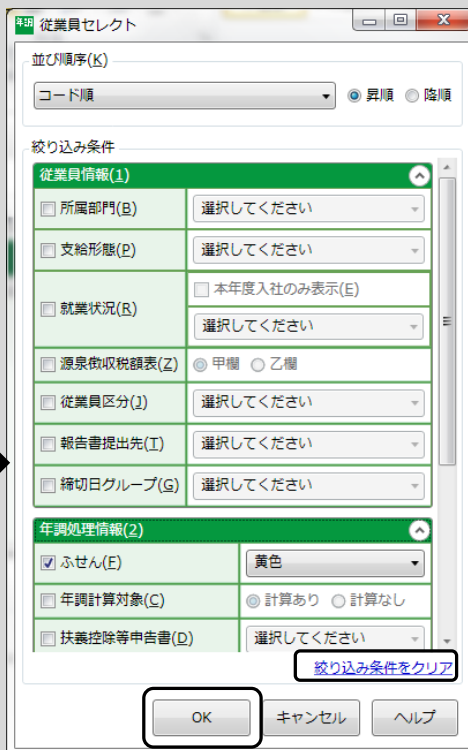 年調 従業員セレクト
並び順序(K)
コード順 昇順 降順
絞り込み条件
従業員情報(1)
所属部門(B) 選択してください
支給形態(P) 選択してください
就業状況(R) 本年度入社のみ表示(E)
選択してください
源泉徴収税額表(Z) 甲欄 乙欄
従業員区分(J) 選択してください
報告書提出先(T) 選択してください
締切日グループ(G) 選択してください
年調処理情報(2)
ふせん(F) 黄色
年調計算対象(C) 計算あり 計算なし
扶養控除等申告書(D) 選択してください
絞り込み条件をクリア
OK キャンセル ヘルプ